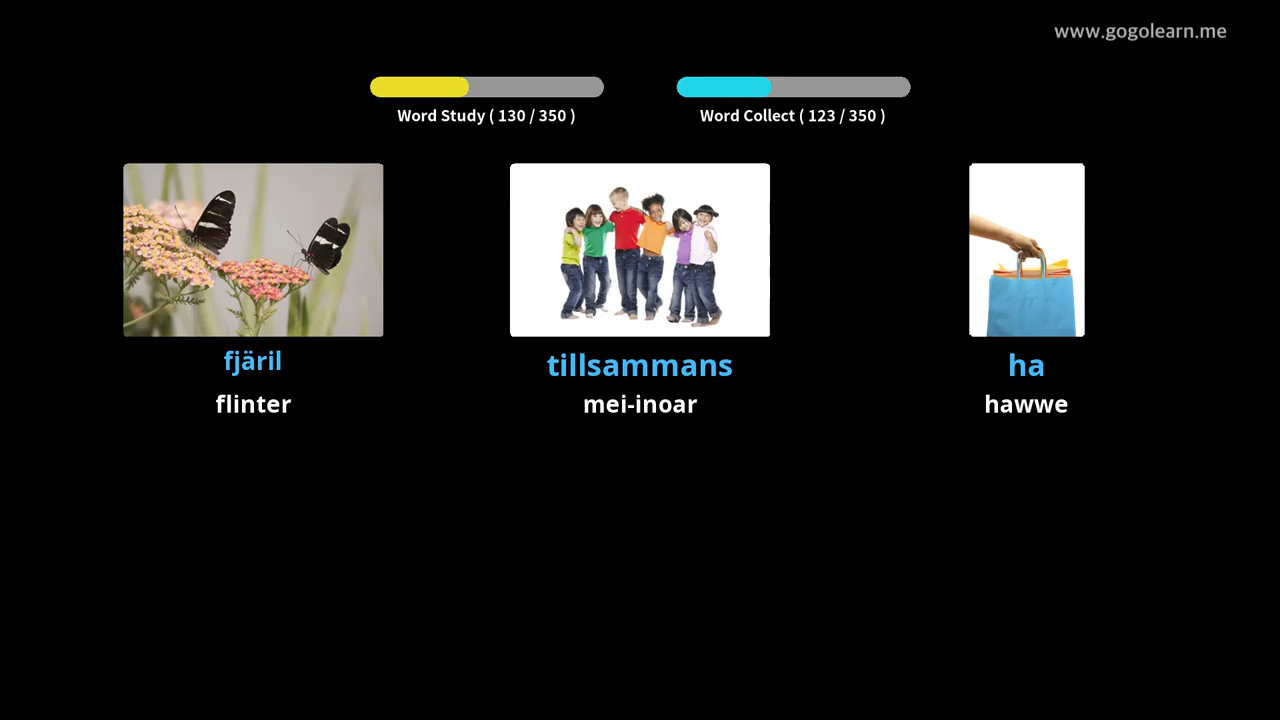 www.gogolearn.me
Word Study ( 130 / 350 )
Word Collect ( 123 / 350 )
fjäril
tillsammans
ha
flinter
mei-inoar
hawwe